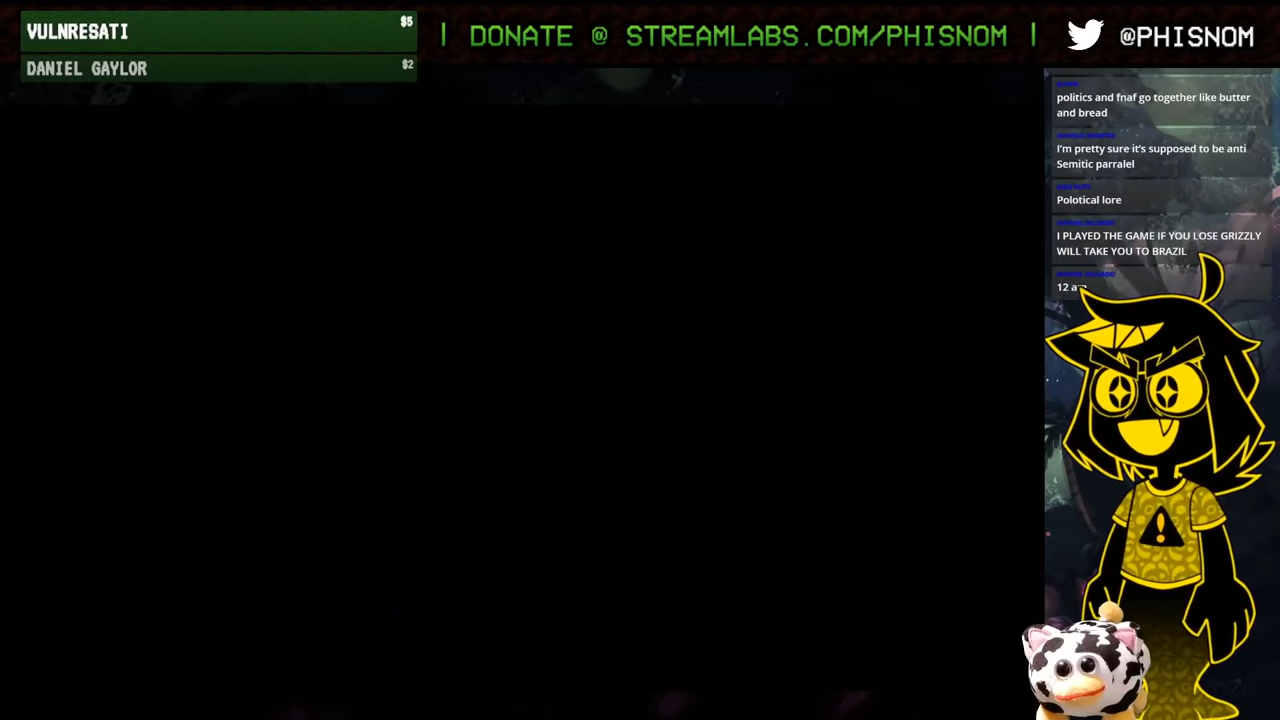 VULNRESATI $5
DANIEL GAYLOR $2
| DONATE @ STREAMLABS.COM/PHISNOM |
@PHISNOM
politics and fnaf go together like butter
and bread
I'm pretty sure it's supposed to be anti
Semitic parralel
Polotical lore
I PLAYED THE GAME IF YOU LOSE GRIZZLY
WILL TAKE YOU TO BRAZIL
12 am